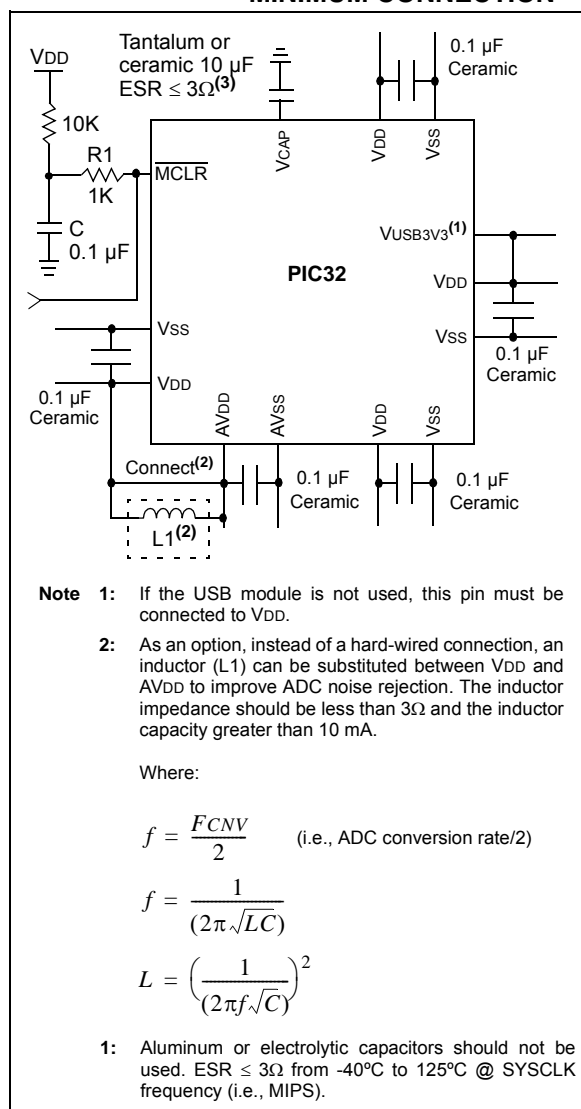 MINIMUM CONNECTION
VDD
Tantalum or
ceramic 10 µF
ESR ≤ 3Ω(3)
0.1 µF
Ceramic
10K
R1
1K
MCLR
VCAP
VDD
VSS
C
0.1 µF
VUSB3V3(1)
PIC32
VDD
VSS
VSS
VDD
0.1 µF
Ceramic
0.1 µF
Ceramic
AVDD
AVSS
VDD
VSS
Connect(2)
0.1 µF
Ceramic
0.1 µF
Ceramic
L1(2)
Note 1: If the USB module is not used, this pin must be
connected to VDD.
2: As an option, instead of a hard-wired connection, an
inductor (L1) can be substituted between VDD and
AVDD to improve ADC noise rejection. The inductor
impedance should be less than 3Ω and the inductor
capacity greater than 10 mA.
Where:
f = FCNV / 2 (i.e., ADC conversion rate/2)
f = 1 / (2π√LC)
L = (1 / (2πf√C))²
1: Aluminum or electrolytic capacitors should not be
used. ESR ≤ 3Ω from -40ºC to 125ºC @ SYSCLK
frequency (i.e., MIPS).